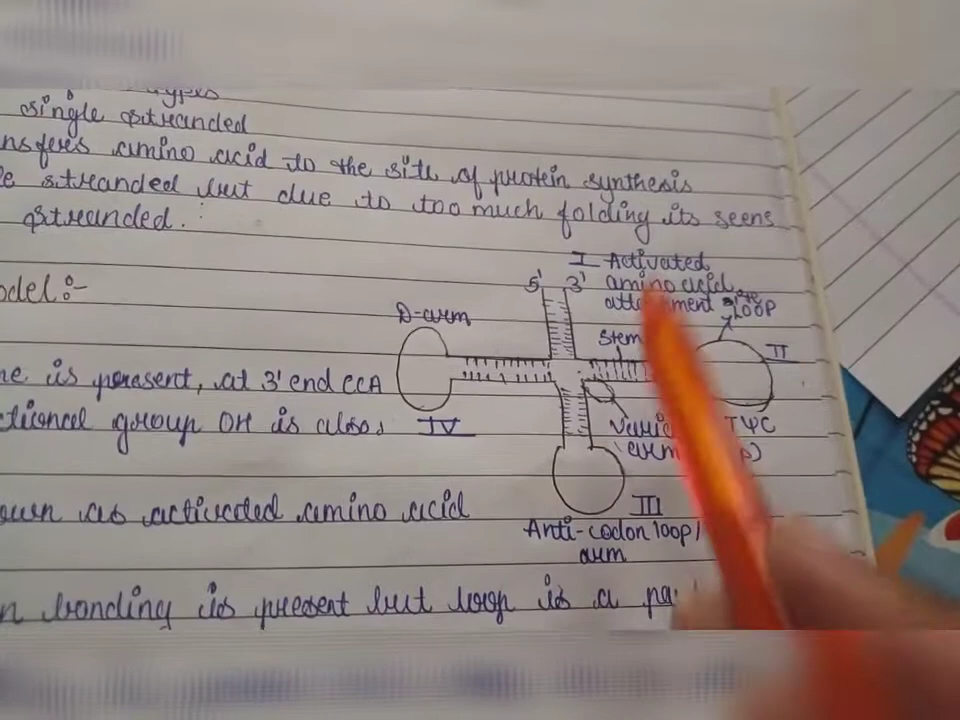 types
single stranded
nsfers amino acid to the site of protein synthesis
e stranded but due to too much folding its seens
stranded.
odel:-
I Activated
5' 3' amino acid
attachment site
LOOP
D-arm
Stem
II
ne is present, at 3' end CCA
ctional group OH is also,
IV
TΨC
own as activated amino acid
III
Anti-codon loop/
arm
n bonding is present but loop is a pa